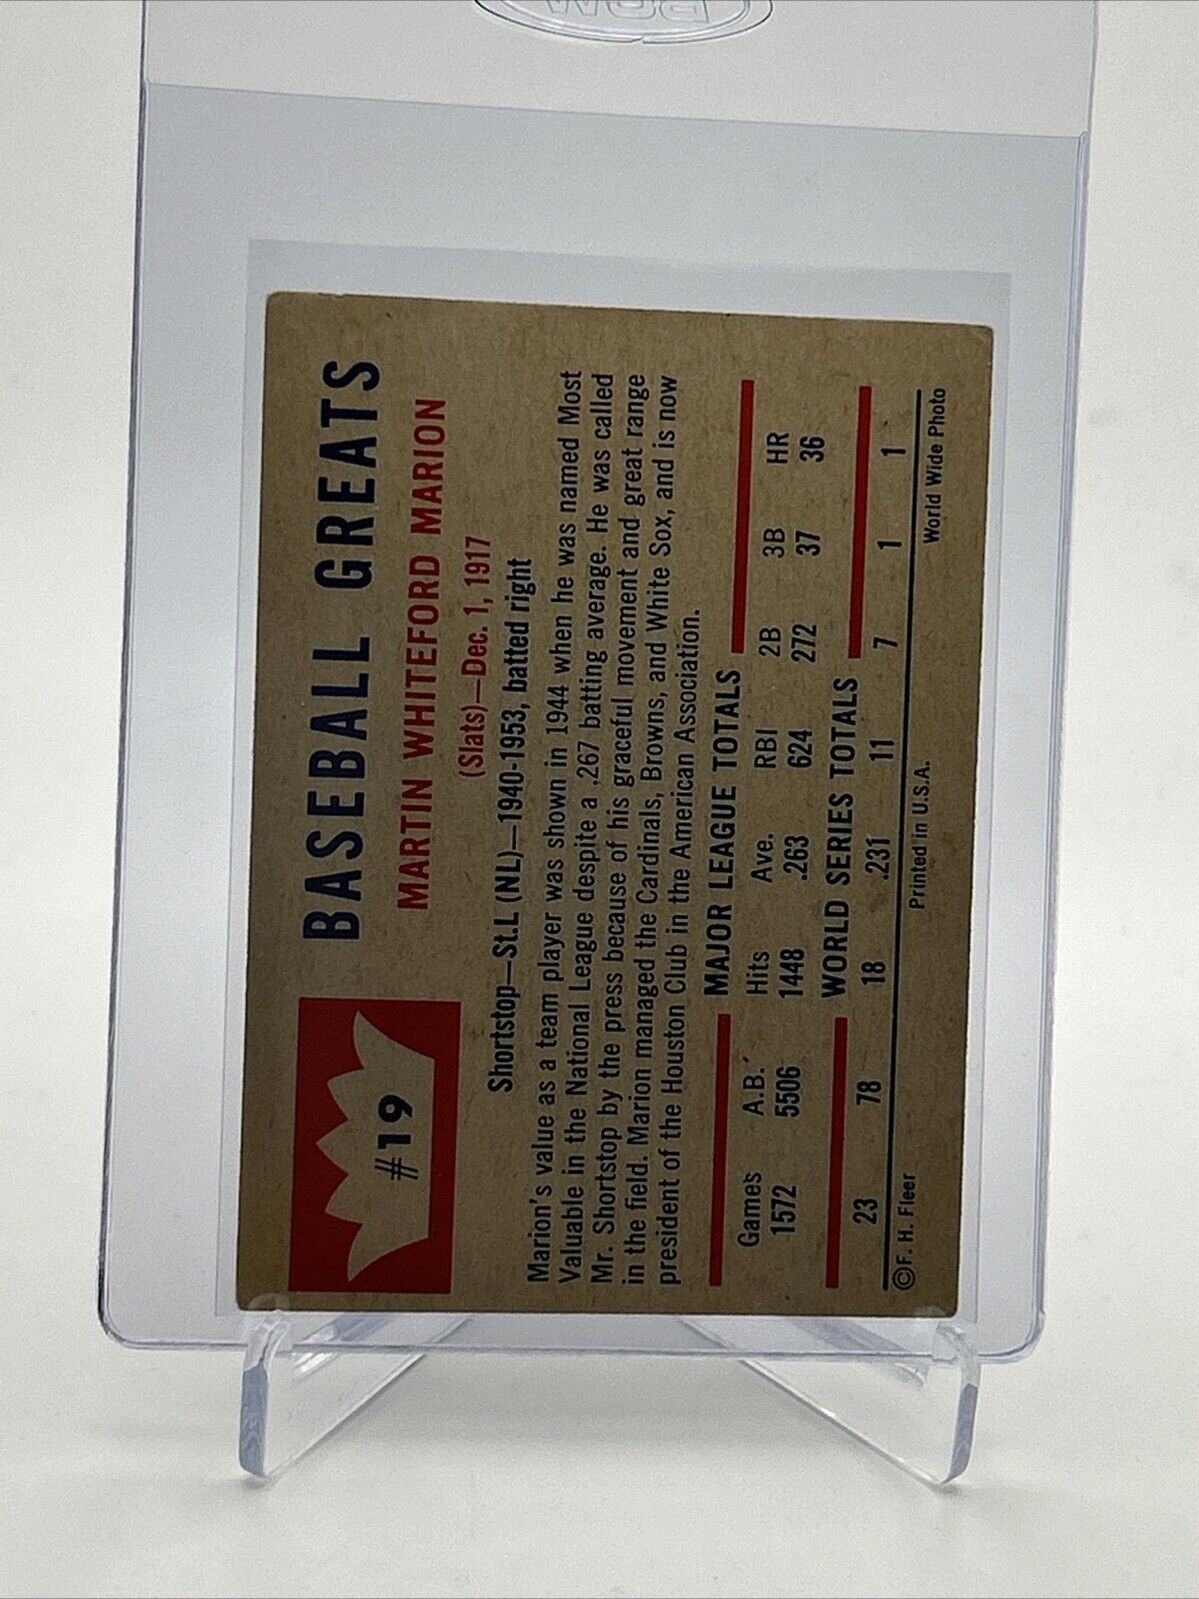 BCW
#19
BASEBALL GREATS
MARTIN WHITEFORD MARION
(Slats)—Dec. 1, 1917
Shortstop—St.L (NL)—1940-1953, batted right
Marion's value as a team player was shown in 1944 when he was named Most
Valuable in the National League despite a .267 batting average. He was called
Mr. Shortstop by the press because of his graceful movement and great range
in the field. Marion managed the Cardinals, Browns, and White Sox, and is now
president of the Houston Club in the American Association.
MAJOR LEAGUE TOTALS
Games A.B. Hits Ave. RBI 2B 3B HR
1572 5506 1448 .263 624 272 37 36
WORLD SERIES TOTALS
23 78 18 .231 11 7 1 1
©F. H. Fleer Printed in U.S.A. World Wide Photo